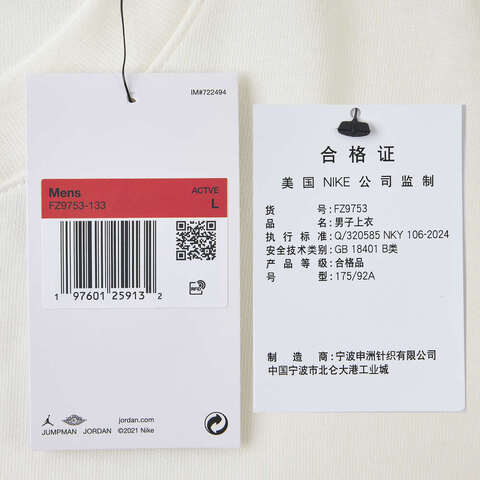 IM#722494
Mens
ACTVE
FZ9753-133
L
RFID
1 97601 25913 2
jordan.com
JUMPMAN JORDAN ©2021 Nike
合格证
美国 NIKE 公司监制
货号:FZ9753
品名:男子上衣
执行标准:Q/320585 NKY 106-2024
安全技术类别:GB 18401 B类
产品等级:合格品
号型:175/92A
制造商:宁波申洲针织有限公司
中国宁波市北仑大港工业城